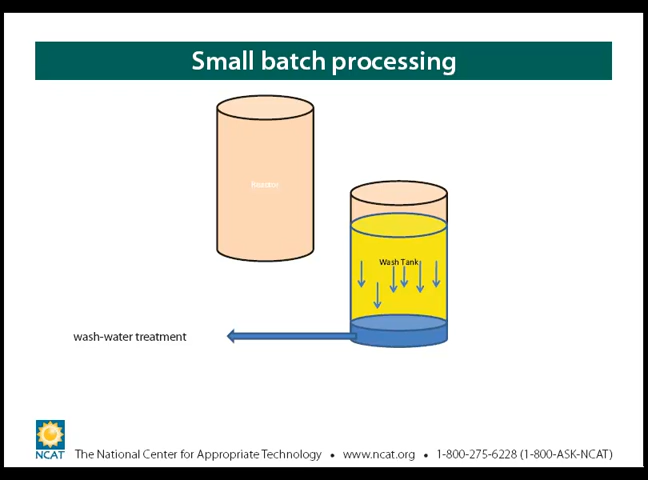 Small batch processing
Reactor
Wash Tank
wash-water treatment
NCAT
The National Center for Appropriate Technology • www.ncat.org • 1-800-275-6228 (1-800-ASK-NCAT)